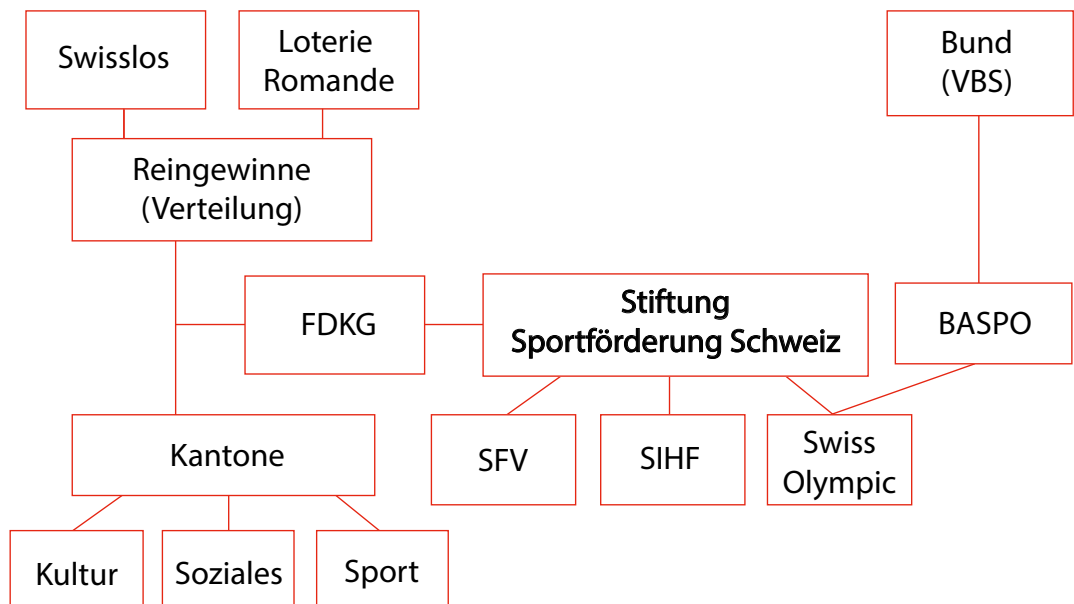 Swisslos
Loterie
Romande
Bund
(VBS)
Reingewinne
(Verteilung)
FDKG
Stiftung
Sportförderung Schweiz
BASPO
Kantone
SFV
SIHF
Swiss
Olympic
Kultur
Soziales
Sport